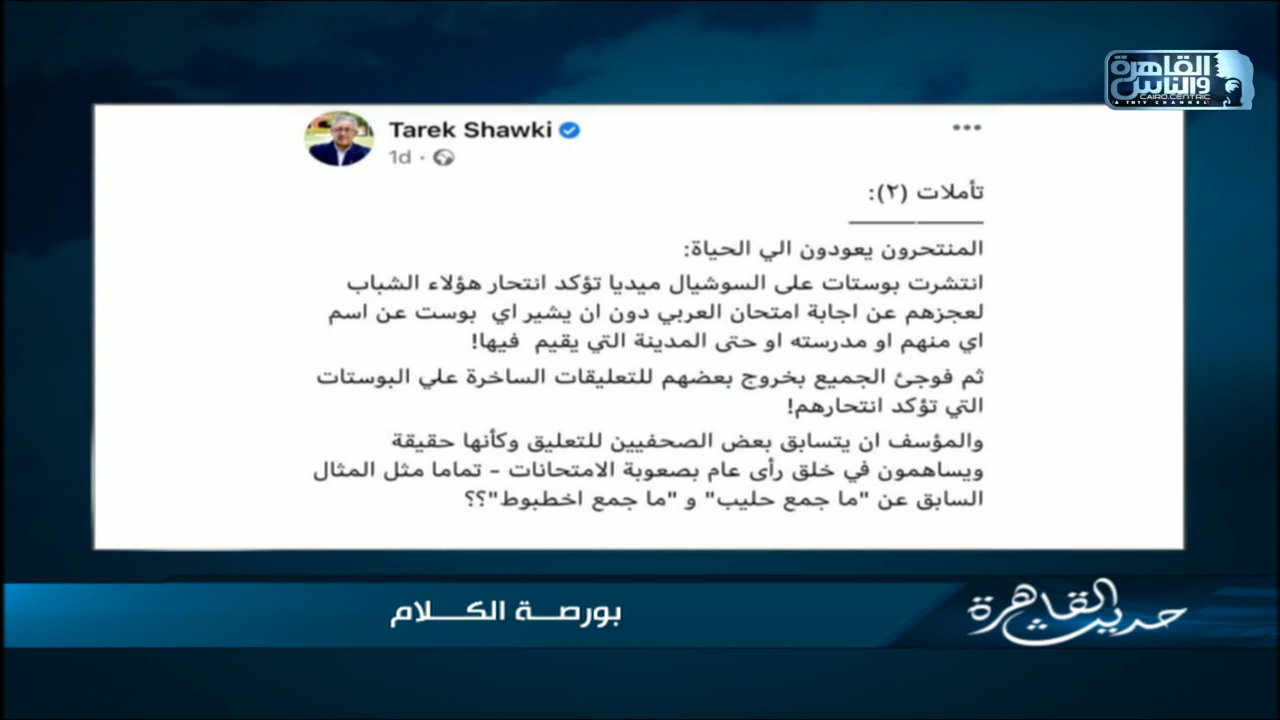 القاهرة
والناس
CAIRO.CENTRIC
A TNTV CHANNEL
Tarek Shawki
1d ·
تأملات (٢):
المنتحرون يعودون الي الحياة:
انتشرت بوستات على السوشيال ميديا تؤكد انتحار هؤلاء الشباب
لعجزهم عن اجابة امتحان العربي دون ان يشير اي بوست عن اسم
اي منهم او مدرسته او حتى المدينة التي يقيم فيها!
ثم فوجئ الجميع بخروج بعضهم للتعليقات الساخرة علي البوستات
التي تؤكد انتحارهم!
والمؤسف ان يتسابق بعض الصحفيين للتعليق وكأنها حقيقة
ويساهمون في خلق رأى عام بصعوبة الامتحانات - تماما مثل المثال
السابق عن "ما جمع حليب" و "ما جمع اخطبوط"؟؟
حديث القاهرة
بورصـــة الكـــــلام